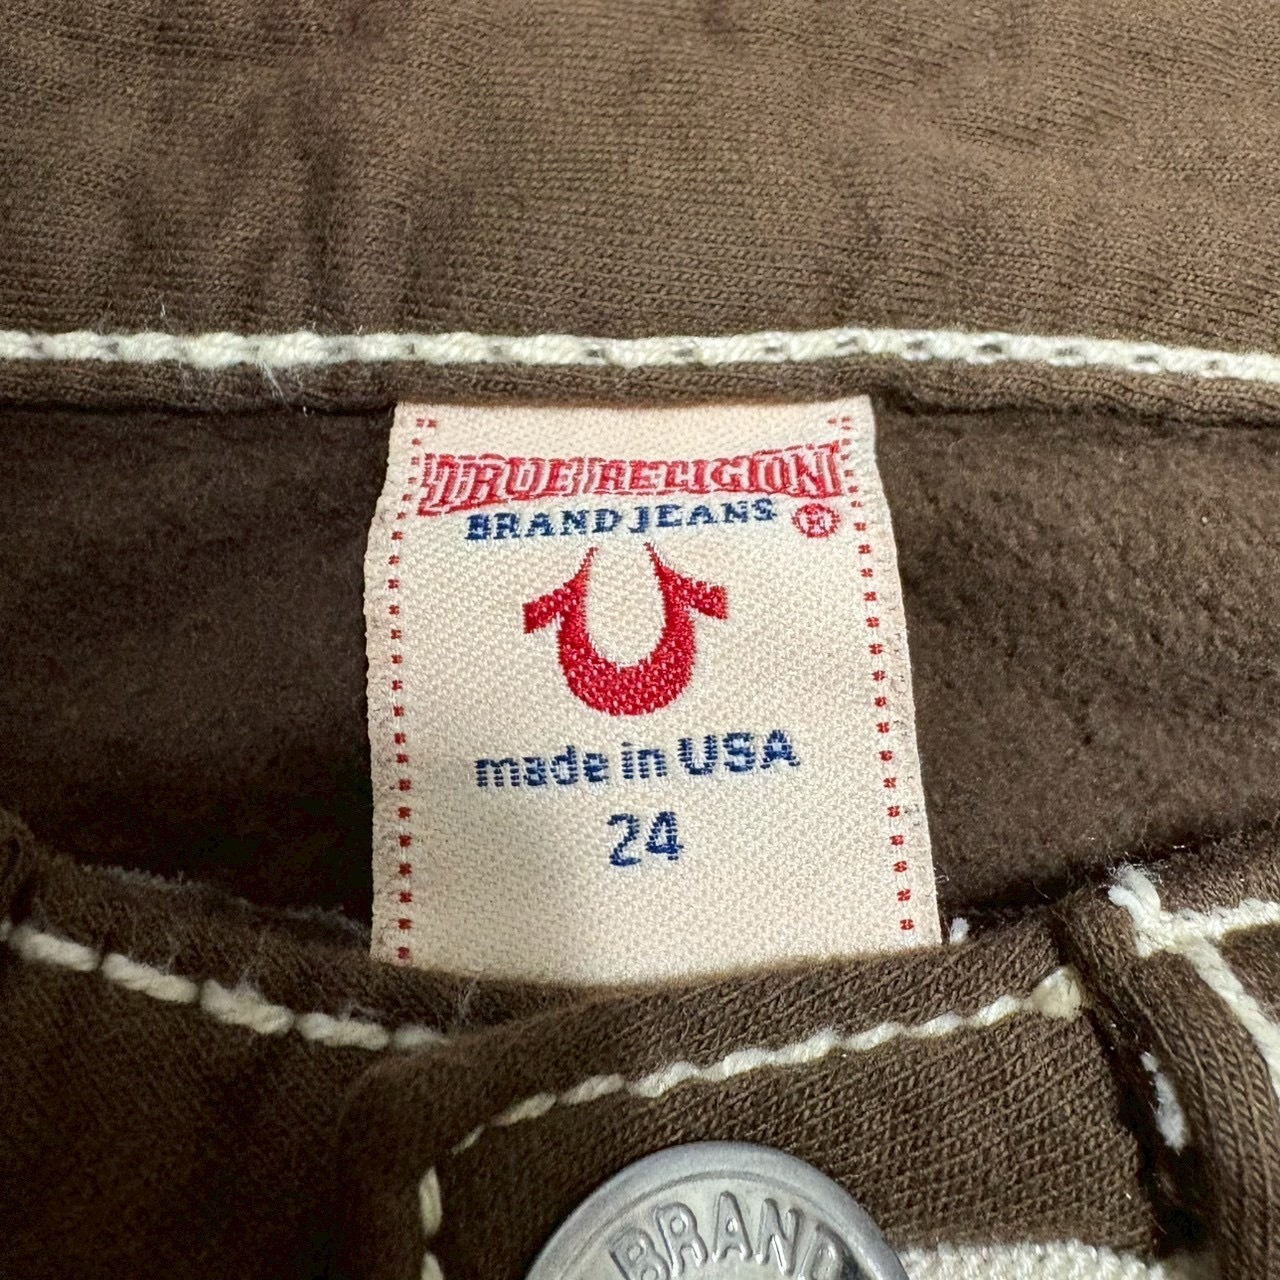 TRUE RELIGION
BRAND JEANS ®
made in USA
24
BRAND